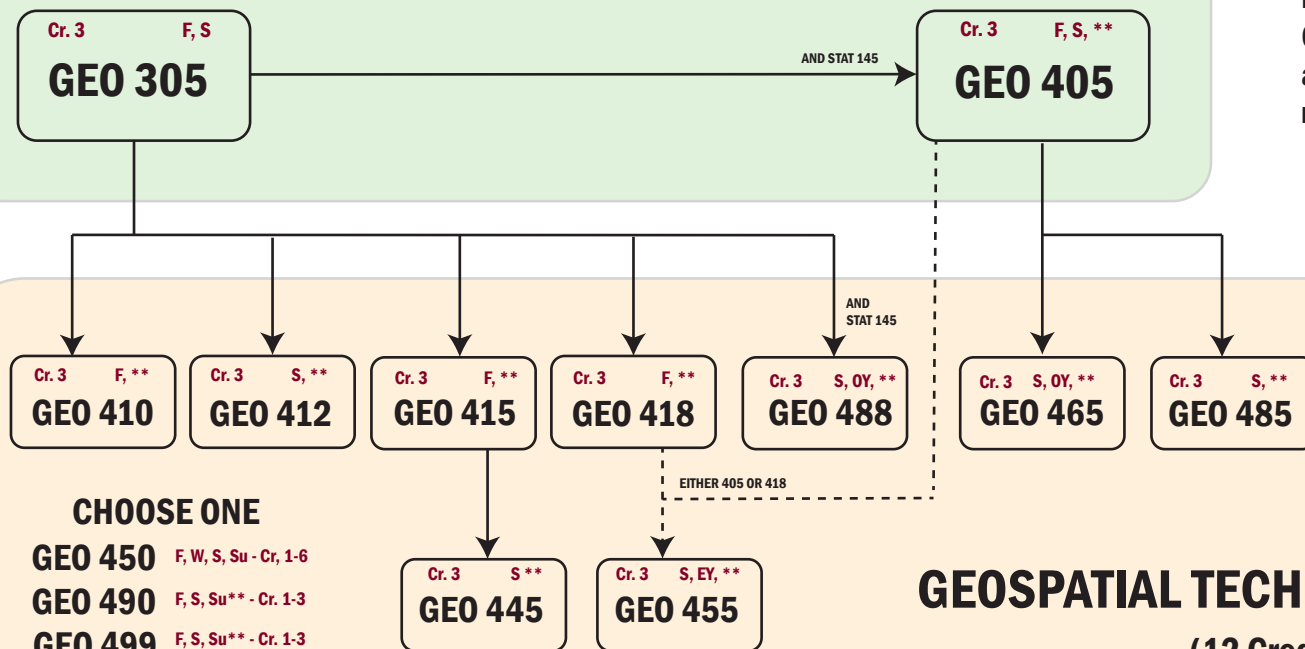 Cr. 3 F, S
GEO 305
AND STAT 145
Cr. 3 F, S, **
GEO 405
AND
STAT 145
Cr. 3 F, **
GEO 410
Cr. 3 S, **
GEO 412
Cr. 3 F, **
GEO 415
Cr. 3 F, **
GEO 418
Cr. 3 S, OY, **
GEO 488
Cr. 3 S, OY, **
GEO 465
Cr. 3 S, **
GEO 485
EITHER 405 OR 418
CHOOSE ONE
GEO 450 F, W, S, Su - Cr, 1-6
GEO 490 F, S, Su** - Cr. 1-3
GEO 499 F, S, Su** - Cr. 1-3
Cr. 3 S **
GEO 445
Cr. 3 S, EY, **
GEO 455
GEOSPATIAL TECH